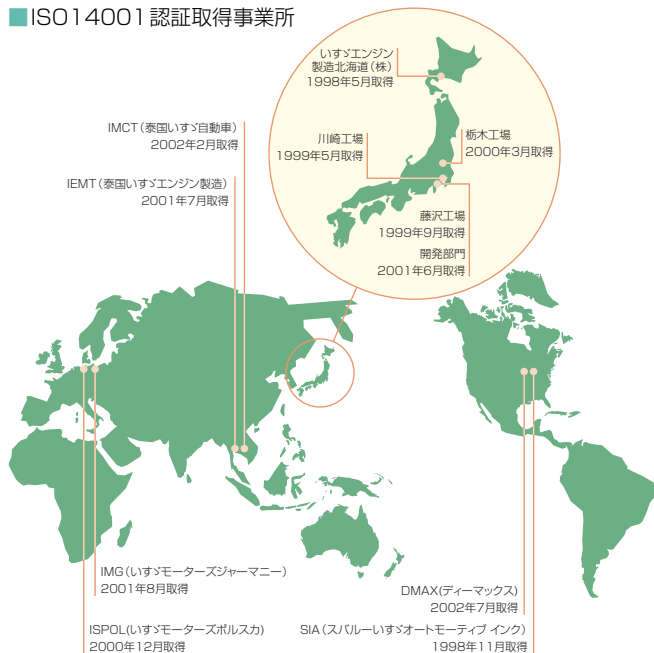 ■ISO14001認証取得事業所
いすゞエンジン
製造北海道(株)
1998年5月取得
IMCT(泰国いすゞ自動車)
2002年2月取得
川崎工場
1999年5月取得
栃木工場
2000年3月取得
IEMT(泰国いすゞエンジン製造)
2001年7月取得
藤沢工場
1999年9月取得
開発部門
2001年6月取得
IMG(いすゞモーターズジャーマニー)
2001年8月取得
DMAX(ディーマックス)
2002年7月取得
ISPOL(いすゞモーターズポルスカ)
2000年12月取得
SIA(スバルーいすゞオートモーティブ インク)
1998年11月取得